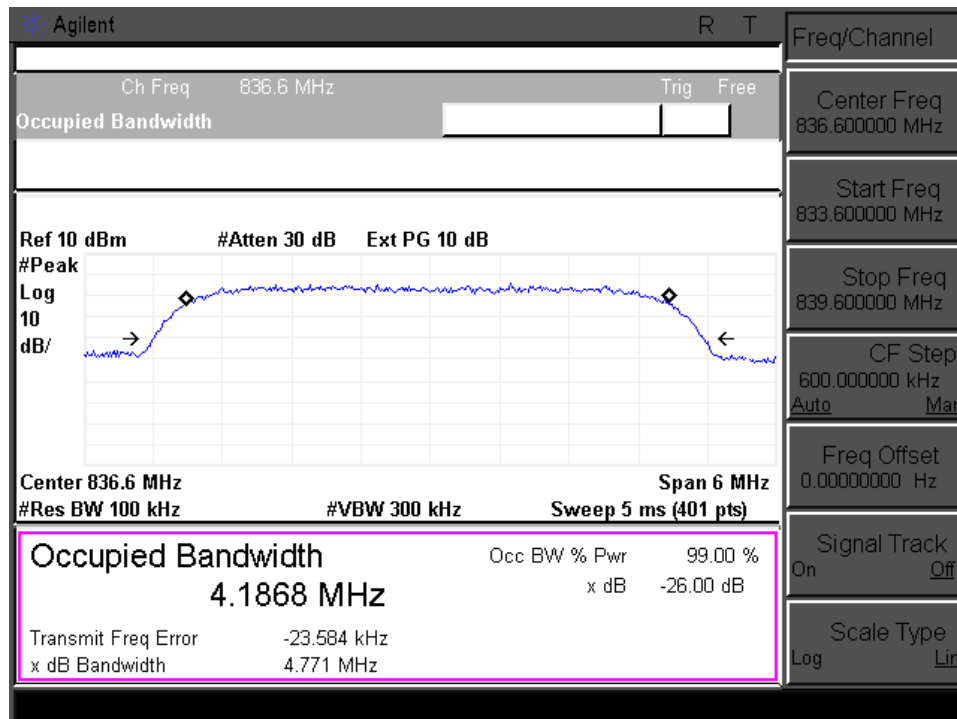 Agilent R T
Ch Freq 836.6 MHz Trig Free
Occupied Bandwidth
Ref 10 dBm #Atten 30 dB Ext PG 10 dB
#Peak
Log
10
dB/
Center 836.6 MHz Span 6 MHz
#Res BW 100 kHz #VBW 300 kHz Sweep 5 ms (401 pts)
Occupied Bandwidth Occ BW % Pwr 99.00 %
4.1868 MHz x dB -26.00 dB
Transmit Freq Error -23.584 kHz
x dB Bandwidth 4.771 MHz
Freq/Channel
Center Freq
836.600000 MHz
Start Freq
833.600000 MHz
Stop Freq
839.600000 MHz
CF Step
600.000000 kHz
Auto Man
Freq Offset
0.00000000 Hz
Signal Track
On Off
Scale Type
Log Lin